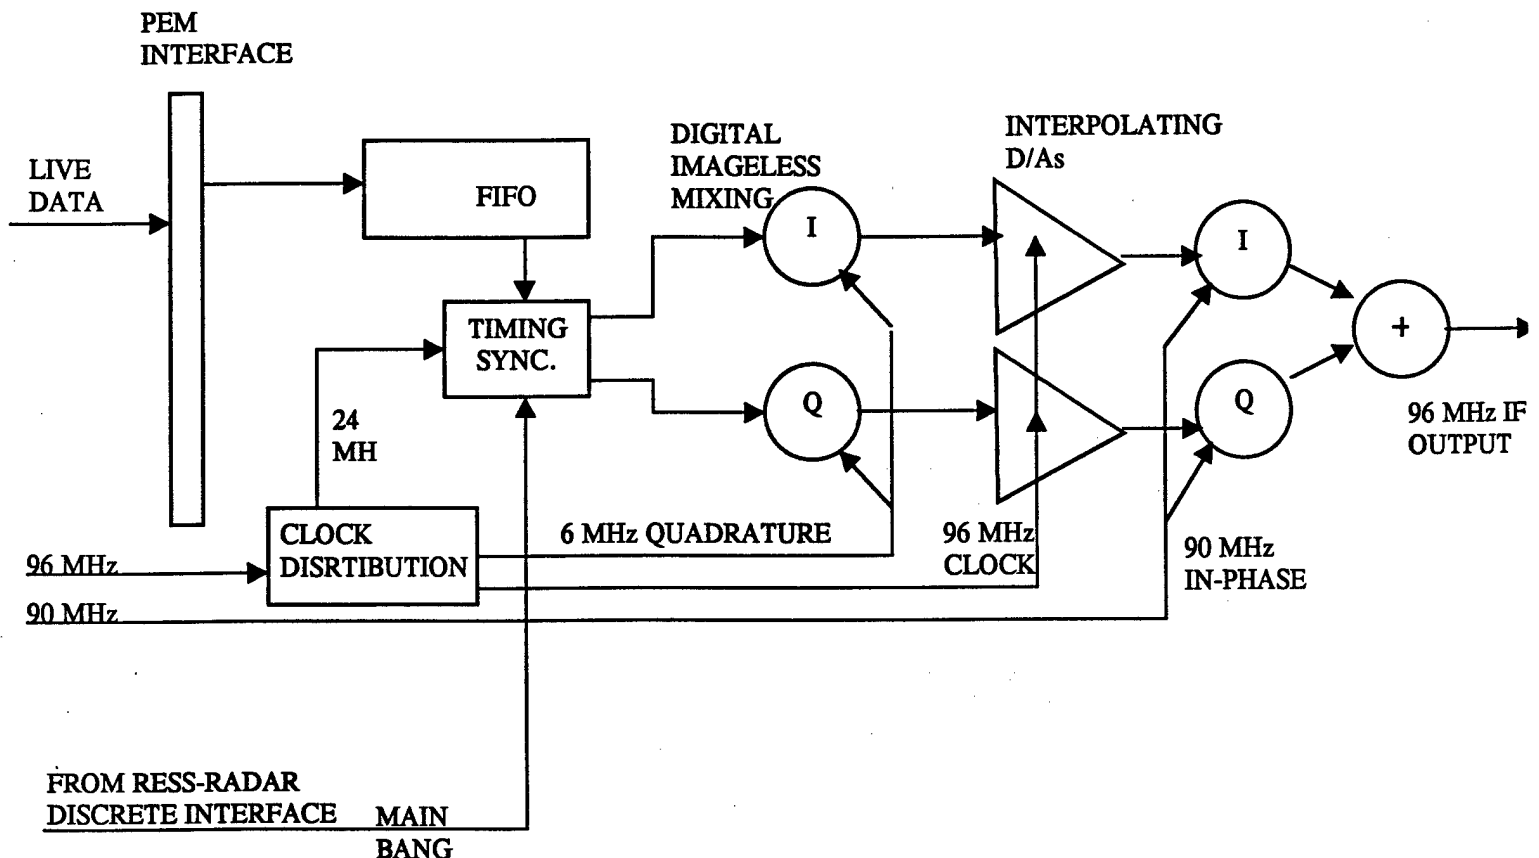 PEM
INTERFACE
LIVE
DATA
FIFO
DIGITAL
IMAGELESS
MIXING
INTERPOLATING
D/As
I
I
TIMING
SYNC.
+
Q
Q
24
MH
96 MHz IF
OUTPUT
CLOCK
DISRTIBUTION
6 MHz QUADRATURE
96 MHz
CLOCK
90 MHz
IN-PHASE
96 MHz
90 MHz
FROM RESS-RADAR
DISCRETE INTERFACE
MAIN
BANG